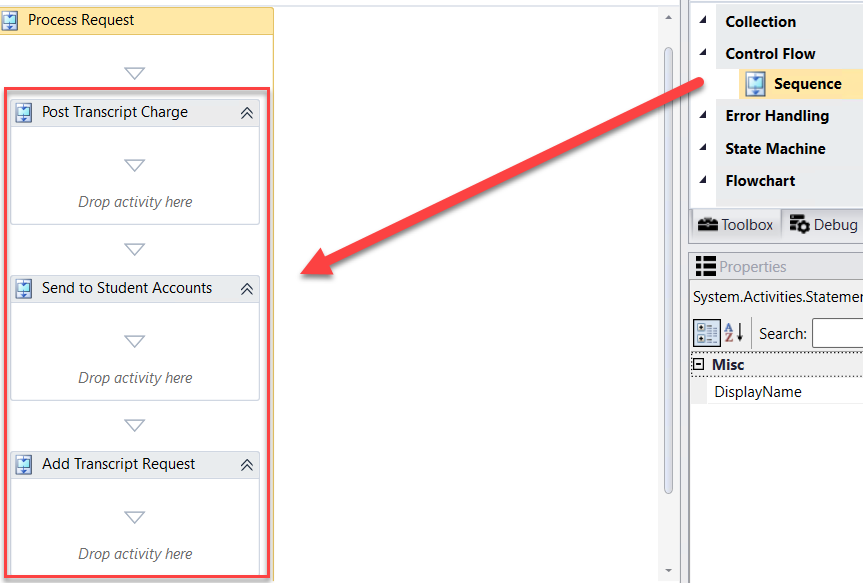 Process Request
Post Transcript Charge
Drop activity here
Send to Student Accounts
Drop activity here
Add Transcript Request
Drop activity here
Collection
Control Flow
Sequence
Error Handling
State Machine
Flowchart
Toolbox Debug
Properties
System.Activities.Statemen
A
Z
Search:
Misc
DisplayName